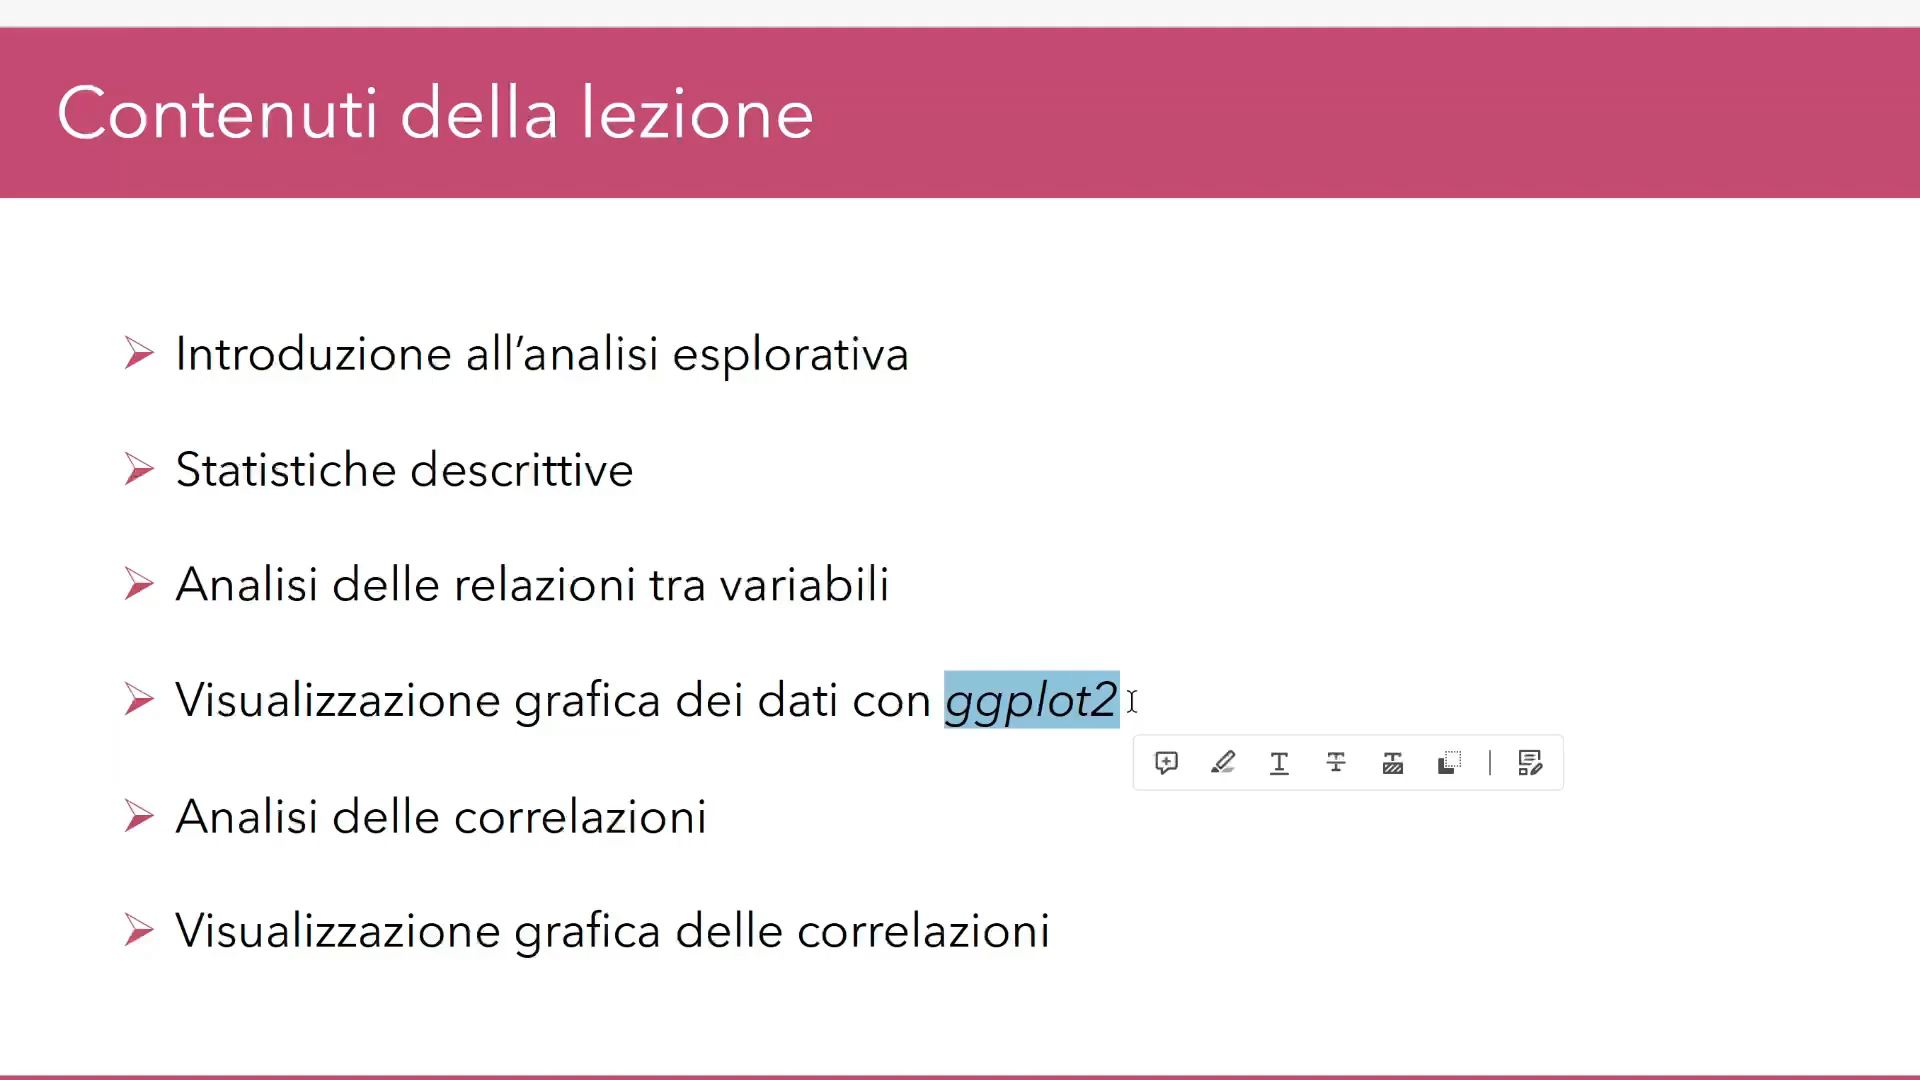 Contenuti della lezione
Introduzione all’analisi esplorativa
Statistiche descrittive
Analisi delle relazioni tra variabili
Visualizzazione grafica dei dati con ggplot2
Analisi delle correlazioni
Visualizzazione grafica delle correlazioni